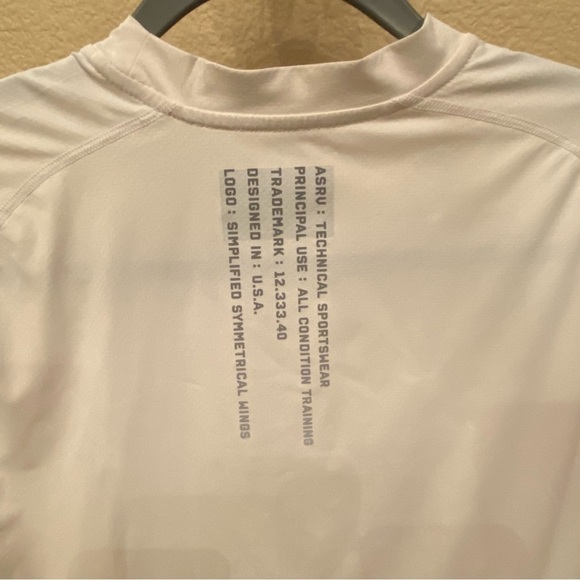 ASRV : TECHNICAL SPORTSWEAR
PRINCIPAL USE : ALL CONDITION TRAINING
TRADEMARK : 12.333.40
DESIGNED IN : U.S.A.
LOGO : SIMPLIFIED SYMMETRICAL WINGS